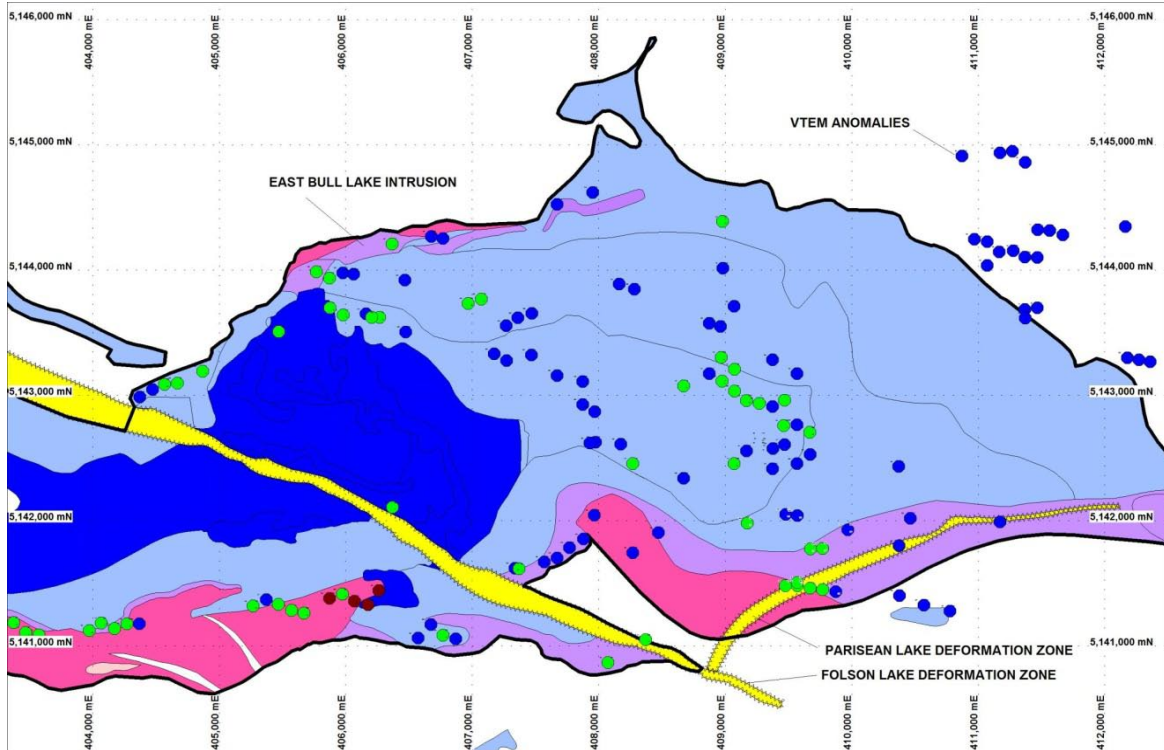 5,146,000 mN
404,000 mE
405,000 mE
406,000 mE
407,000 mE
408,000 mE
409,000 mE
410,000 mE
411,000 mE
412,000 mE
5,146,000 mN
VTEM ANOMALIES
5,145,000 mN
5,145,000 mN
EAST BULL LAKE INTRUSION
5,144,000 mN
5,144,000 mN
5,143,000 mN
5,143,000 mN
5,142,000 mN
5,142,000 mN
5,141,000 mN
5,141,000 mN
PARISEAN LAKE DEFORMATION ZONE
FOLSON LAKE DEFORMATION ZONE
404,000 mE
405,000 mE
406,000 mE
407,000 mE
408,000 mE
409,000 mE
410,000 mE
411,000 mE
412,000 mE